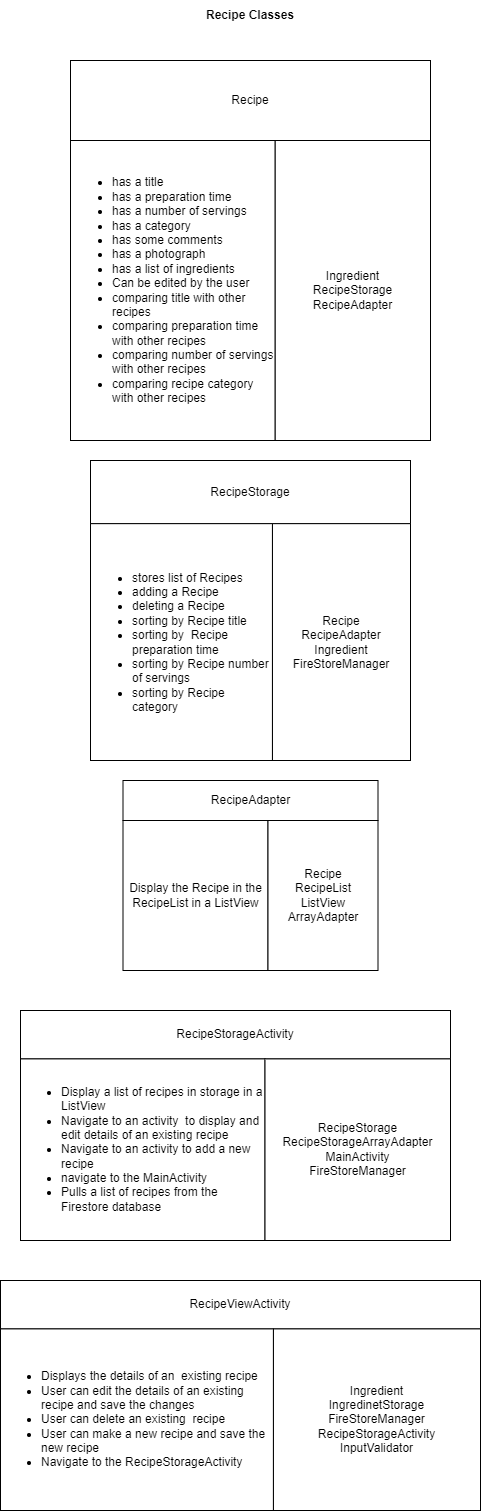 Recipe Classes
Recipe
has a title
has a preparation time
has a number of servings
has a category
has some comments
has a photograph
has a list of ingredients
Can be edited by the user
comparing title with other
recipes
comparing preparation time
with other recipes
comparing number of servings
with other recipes
comparing recipe category
with other recipes
Ingredient
RecipeStorage
RecipeAdapter
RecipeStorage
stores list of Recipes
adding a Recipe
deleting a Recipe
sorting by Recipe title
sorting by  Recipe
preparation time
sorting by Recipe number
of servings
sorting by Recipe
category
Recipe
RecipeAdapter
Ingredient
FireStoreManager
RecipeAdapter
Display the Recipe in the
RecipeList in a ListView
Recipe
RecipeList
ListView
ArrayAdapter
RecipeStorageActivity
Display a list of recipes in storage in a
ListView
Navigate to an activity  to display and
edit details of an existing recipe
Navigate to an activity to add a new
recipe
navigate to the MainActivity
Pulls a list of recipes from the
Firestore database
RecipeStorage
RecipeStorageArrayAdapter
MainActivity
FireStoreManager
RecipeViewActivity
Displays the details of an  existing recipe
User can edit the details of an existing
recipe and save the changes
User can delete an existing  recipe
User can make a new recipe and save the
new recipe
Navigate to the RecipeStorageActivity
Ingredient
IngredinetStorage
FireStoreManager
RecipeStorageActivity
InputValidator